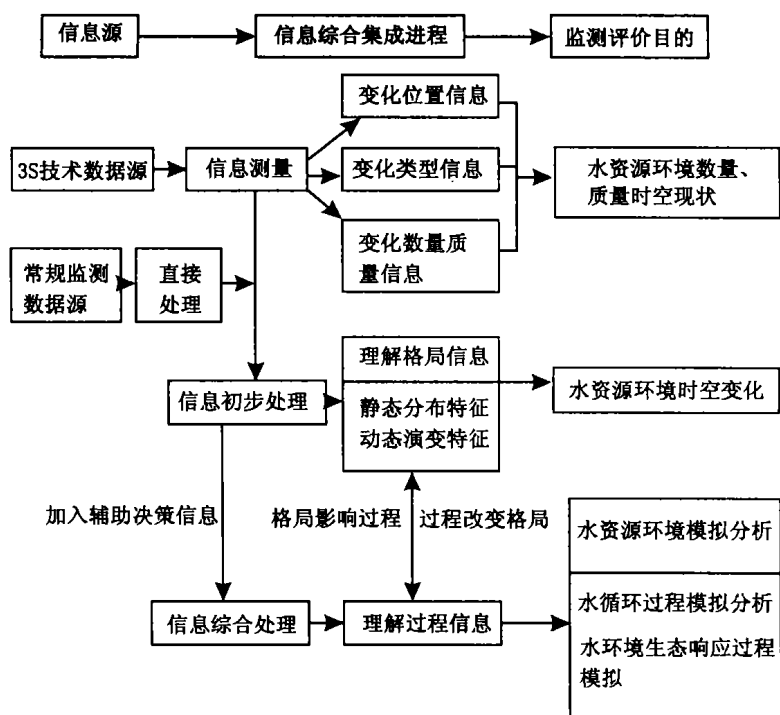 信息源
信息综合集成进程
监测评价目的
变化位置信息
3S技术数据源
信息测量
变化类型信息
水资源环境数量、
质量时空现状
变化数量质
量信息
常规监测
数据源
直接
处理
理解格局信息
信息初步处理
静态分布特征
动态演变特征
水资源环境时空变化
加入辅助决策信息
格局影响过程
过程改变格局
水资源环境模拟分析
信息综合处理
理解过程信息
水循环过程模拟分析
水环境生态响应过程
模拟